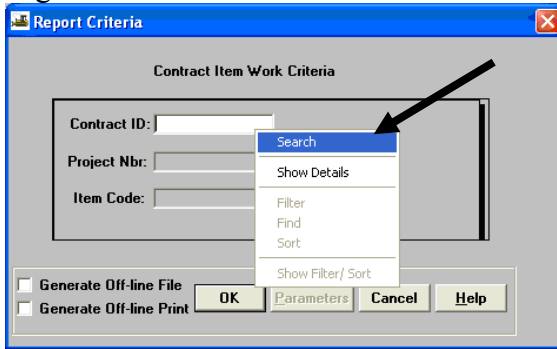 Report Criteria
Contract Item Work Criteria
Contract ID:
Search
Project Nbr:
Show Details
Item Code:
Filter
Find
Sort
Show Filter/ Sort
Generate Off-line File
OK Parameters Cancel Help
Generate Off-line Print